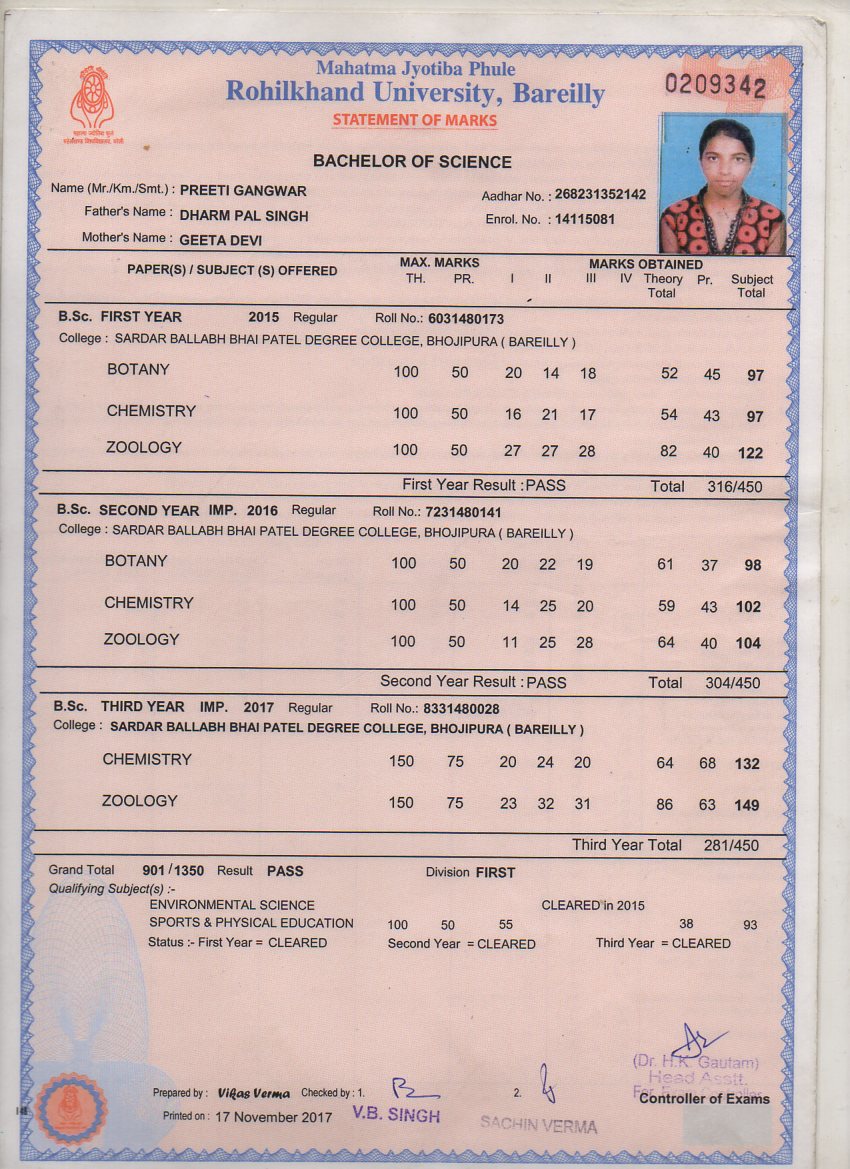 Mahatma Jyotiba Phule
Rohilkhand University, Bareilly
0209342
STATEMENT OF MARKS
महात्मा ज्योतिबा फुले
रुहेलखण्ड विश्वविद्यालय, बरेली
BACHELOR OF SCIENCE
Name (Mr./Km./Smt.) : PREETI GANGWAR
Aadhar No. : 268231352142
Father's Name : DHARM PAL SINGH
Enrol. No. : 14115081
Mother's Name : GEETA DEVI
PAPER(S) / SUBJECT (S) OFFERED MAX. MARKS MARKS OBTAINED
TH. PR. I II III IV Theory Total Pr. Subject Total
B.Sc. FIRST YEAR 2015 Regular Roll No.: 6031480173
College : SARDAR BALLABH BHAI PATEL DEGREE COLLEGE, BHOJIPURA ( BAREILLY )
BOTANY 100 50 20 14 18 52 45 97
CHEMISTRY 100 50 16 21 17 54 43 97
ZOOLOGY 100 50 27 27 28 82 40 122
First Year Result : PASS Total 316/450
B.Sc. SECOND YEAR IMP. 2016 Regular Roll No.: 7231480141
College : SARDAR BALLABH BHAI PATEL DEGREE COLLEGE, BHOJIPURA ( BAREILLY )
BOTANY 100 50 20 22 19 61 37 98
CHEMISTRY 100 50 14 25 20 59 43 102
ZOOLOGY 100 50 11 25 28 64 40 104
Second Year Result : PASS Total 304/450
B.Sc. THIRD YEAR IMP. 2017 Regular Roll No.: 8331480028
College : SARDAR BALLABH BHAI PATEL DEGREE COLLEGE, BHOJIPURA ( BAREILLY )
CHEMISTRY 150 75 20 24 20 64 68 132
ZOOLOGY 150 75 23 32 31 86 63 149
Third Year Total 281/450
Grand Total 901/1350 Result PASS Division FIRST
Qualifying Subject(s) :-
ENVIRONMENTAL SCIENCE CLEARED in 2015
SPORTS & PHYSICAL EDUCATION 100 50 55 38 93
Status :- First Year = CLEARED Second Year = CLEARED Third Year = CLEARED
(Dr. H.K. Gautam)
Head Asstt.
Controller of Exams
Prepared by : Vikas Verma Checked by : 1. 2.
Printed on : 17 November 2017 V.B. SINGH SACHIN VERMA